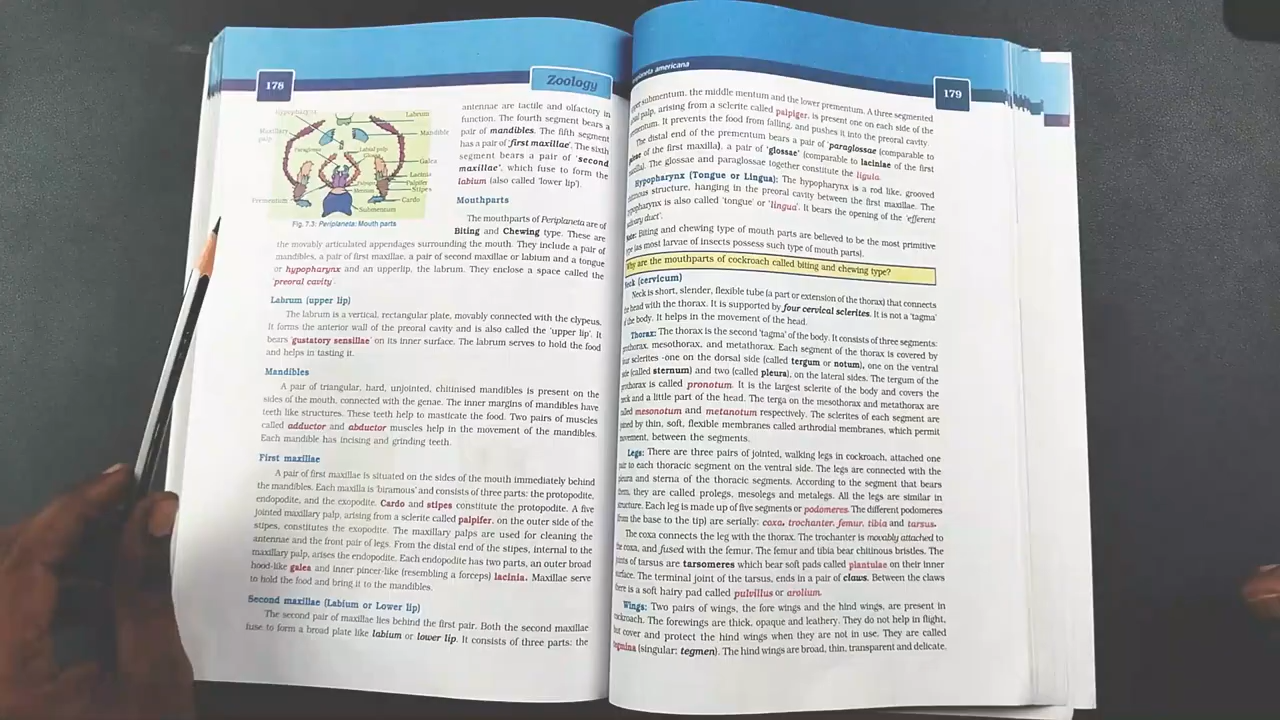 178
Zoology
Hypopharynx
Labrum
Maxillary
palp
Mandible
Paraglossa
Labial palp
Glossa
Galea
Lacinia
Palpifer
Stipes
Palpiger
Mentum
Prementum
Cardo
Submentum
Fig. 7.3: Periplaneta: Mouth parts
antennae are tactile and olfactory in
function. The fourth segment bears a
pair of mandibles. The fifth segment
has a pair of 'first maxillae'. The sixth
segment bears a pair of 'second
maxillae', which fuse to form the
labium (also called 'lower lip').
Mouthparts
The mouthparts of Periplaneta are of
Biting and Chewing type. These are
the movably articulated appendages surrounding the mouth. They include a pair of
mandibles, a pair of first maxillae, a pair of second maxillae or labium and a tongue
or hypopharynx and an upperlip, the labrum. They enclose a space called the
'preoral cavity'.
Labrum (upper lip)
The labrum is a vertical, rectangular plate, movably connected with the clypeus.
It forms the anterior wall of the preoral cavity and is also called the 'upper lip'. It
bears 'gustatory sensillae' on its inner surface. The labrum serves to hold the food
and helps in tasting it.
Mandibles
A pair of triangular, hard, unjointed, chitinised mandibles is present on the
sides of the mouth, connected with the genae. The inner margins of mandibles have
teeth like structures. These teeth help to masticate the food. Two pairs of muscles
called adductor and abductor muscles help in the movement of the mandibles.
Each mandible has incising and grinding teeth.
First maxillae
A pair of first maxillae is situated on the sides of the mouth immediately behind
the mandibles. Each maxilla is 'biramous' and consists of three parts: the protopodite,
endopodite, and the exopodite. Cardo and stipes constitute the protopodite. A five
jointed maxillary palp, arising from a sclerite called palpifer, on the outer side of the
stipes, constitutes the exopodite. The maxillary palps are used for cleaning the
antennae and the front pair of legs. From the distal end of the stipes, internal to the
maxillary palp, arises the endopodite. Each endopodite has two parts, an outer broad
hood-like galea and inner pincer-like (resembling a forceps) lacinia. Maxillae serve
to hold the food and bring it to the mandibles.
Second maxillae (Labium or Lower lip)
The second pair of maxillae lies behind the first pair. Both the second maxillae
fuse to form a broad plate like labium or lower lip. It consists of three parts: the
americana
179
submentum, the middle mentum and the lower prementum. A three segmented
palp, arising from a sclerite called palpiger, is present one on each side of the
It prevents the food from falling, and pushes it into the preoral cavity.
The distal end of the prementum bears a pair of 'paraglossae (comparable to
of the first maxilla), a pair of 'glossae' (comparable to laciniae of the first
The glossae and paraglossae together constitute the ligula.
Hypopharynx (Tongue or Lingua): The hypopharynx is a rod like, grooved
structure, hanging in the preoral cavity between the first maxillae. The
is also called 'tongue' or 'lingua'. It bears the opening of the 'efferent
duct'.
Biting and chewing type of mouth parts are believed to be the most primitive
(as most larvae of insects possess such type of mouth parts).
Why are the mouthparts of cockroach called biting and chewing type?
Neck (cervicum)
Neck is short, slender, flexible tube (a part or extension of the thorax) that connects
head with the thorax. It is supported by four cervical sclerites. It is not a 'tagma'
the body. It helps in the movement of the head.
Thorax: The thorax is the second 'tagma' of the body. It consists of three segments:
prothorax, mesothorax, and metathorax. Each segment of the thorax is covered by
four sclerites -one on the dorsal side (called tergum or notum), one on the ventral
(called sternum) and two (called pleura), on the lateral sides. The tergum of the
prothorax is called pronotum. It is the largest sclerite of the body and covers the
neck and a little part of the head. The terga on the mesothorax and metathorax are
called mesonotum and metanotum respectively. The sclerites of each segment are
joined by thin, soft, flexible membranes called arthrodial membranes, which permit
movement, between the segments.
Legs: There are three pairs of jointed, walking legs in cockroach, attached one
pair to each thoracic segment on the ventral side. The legs are connected with the
pleura and sterna of the thoracic segments. According to the segment that bears
them, they are called prolegs, mesolegs and metalegs. All the legs are similar in
structure. Each leg is made up of five segments or podomeres. The different podomeres
(from the base to the tip) are serially: coxa, trochanter, femur, tibia and tarsus.
The coxa connects the leg with the thorax. The trochanter is movably attached to
the coxa, and fused with the femur. The femur and tibia bear chitinous bristles. The
joints of tarsus are tarsomeres which bear soft pads called plantulae on their inner
surface. The terminal joint of the tarsus, ends in a pair of claws. Between the claws
there is a soft hairy pad called pulvillus or arolium.
Wings: Two pairs of wings, the fore wings and the hind wings, are present in
cockroach. The forewings are thick, opaque and leathery. They do not help in flight,
but cover and protect the hind wings when they are not in use. They are called
tegmina (singular: tegmen). The hind wings are broad, thin, transparent and delicate,